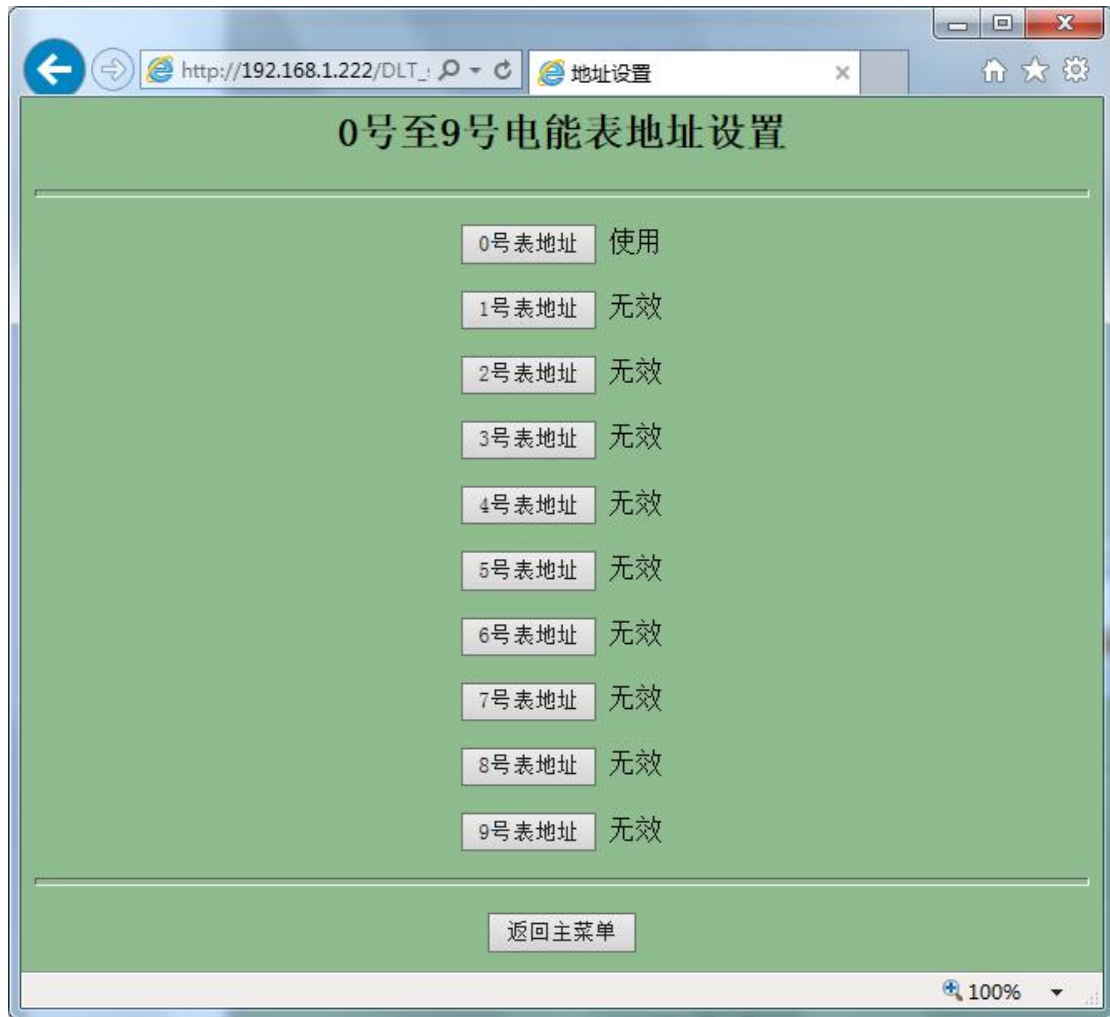 http://192.168.1.222/DLT_
地址设置
0号至9号电能表地址设置
0号表地址 使用
1号表地址 无效
2号表地址 无效
3号表地址 无效
4号表地址 无效
5号表地址 无效
6号表地址 无效
7号表地址 无效
8号表地址 无效
9号表地址 无效
返回主菜单
100%